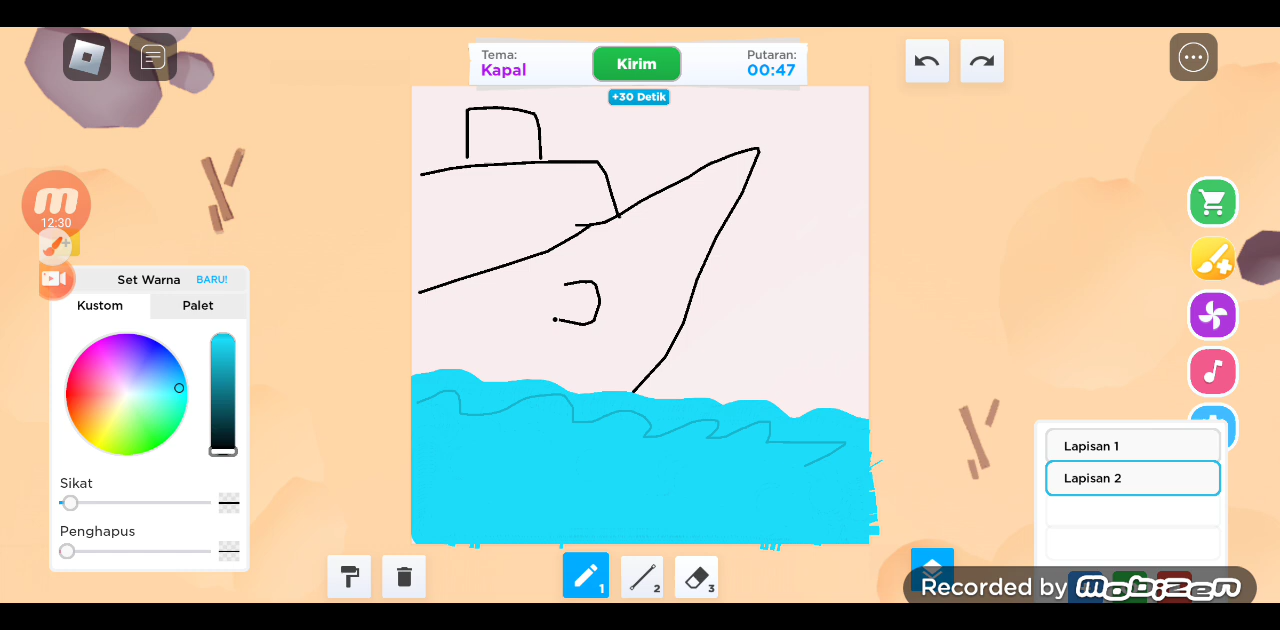 Tema:
Kapal
Kirim
Putaran:
00:47
+30 Detik
12:30
Set Warna
BARU!
Kustom
Palet
Sikat
Penghapus
Lapisan 1
Lapisan 2
1
2
3
Recorded by mobizen